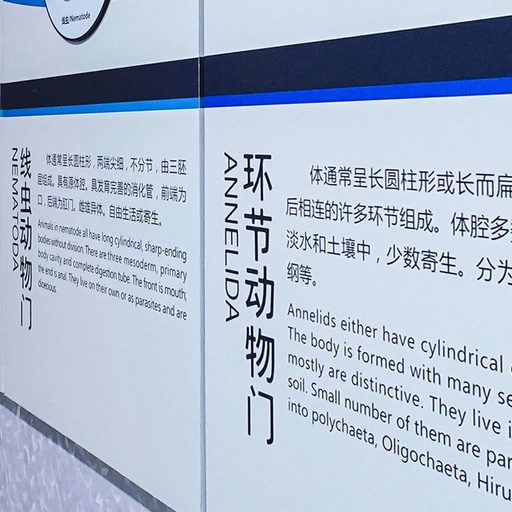 线虫/Nematode
线虫动物门
NEMATODA
体通常呈长圆柱形，两端尖细，不分节，由三胚
层组成。具有原体腔。具发育完善的消化管，前端为
口，后端为肛门。雌雄异体。自由生活或寄生。
Animals in nematode all have long cylindrical, sharp-ending
bodies without division. There are three mesoderm, primary
body cavity and complete digestion tube. The front is mouth;
the end is anal. They live on their own or as parasites and are
dioecious.
环节动物门
ANNELIDA
体通常呈长圆柱形或长而扁
后相连的许多环节组成。体腔多
淡水和土壤中，少数寄生。分为
纲等。
Annelids either have cylindrical
The body is formed with many se
mostly are distinctive. They live i
soil. Small number of them are par
into polychaeta, Oligochaeta, Hiru